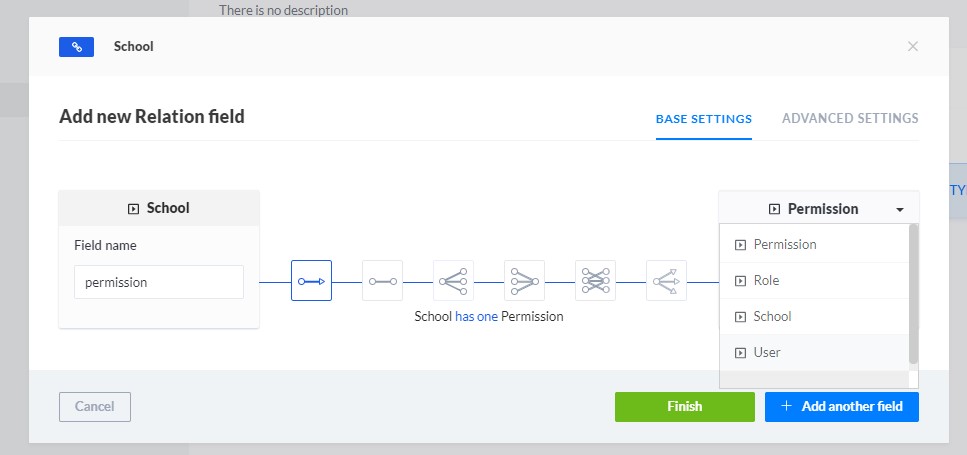 There is no description
School
Add new Relation field
BASE SETTINGS
ADVANCED SETTINGS
School
Permission
Field name
permission
Permission
Role
School
User
School has one Permission
TY
Cancel
Finish
Add another field